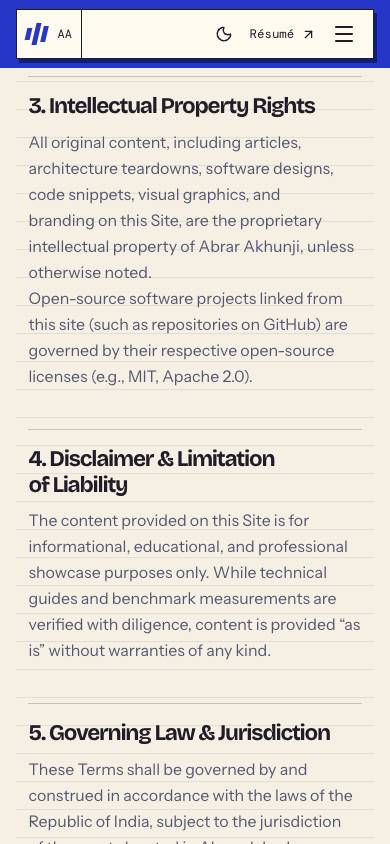 AA
Résumé
3. Intellectual Property Rights
All original content, including articles,
architecture teardowns, software designs,
code snippets, visual graphics, and
branding on this Site, are the proprietary
intellectual property of Abrar Akhunji, unless
otherwise noted.
Open-source software projects linked from
this site (such as repositories on GitHub) are
governed by their respective open-source
licenses (e.g., MIT, Apache 2.0).
4. Disclaimer & Limitation
of Liability
The content provided on this Site is for
informational, educational, and professional
showcase purposes only. While technical
guides and benchmark measurements are
verified with diligence, content is provided “as
is” without warranties of any kind.
5. Governing Law & Jurisdiction
These Terms shall be governed by and
construed in accordance with the laws of the
Republic of India, subject to the jurisdiction